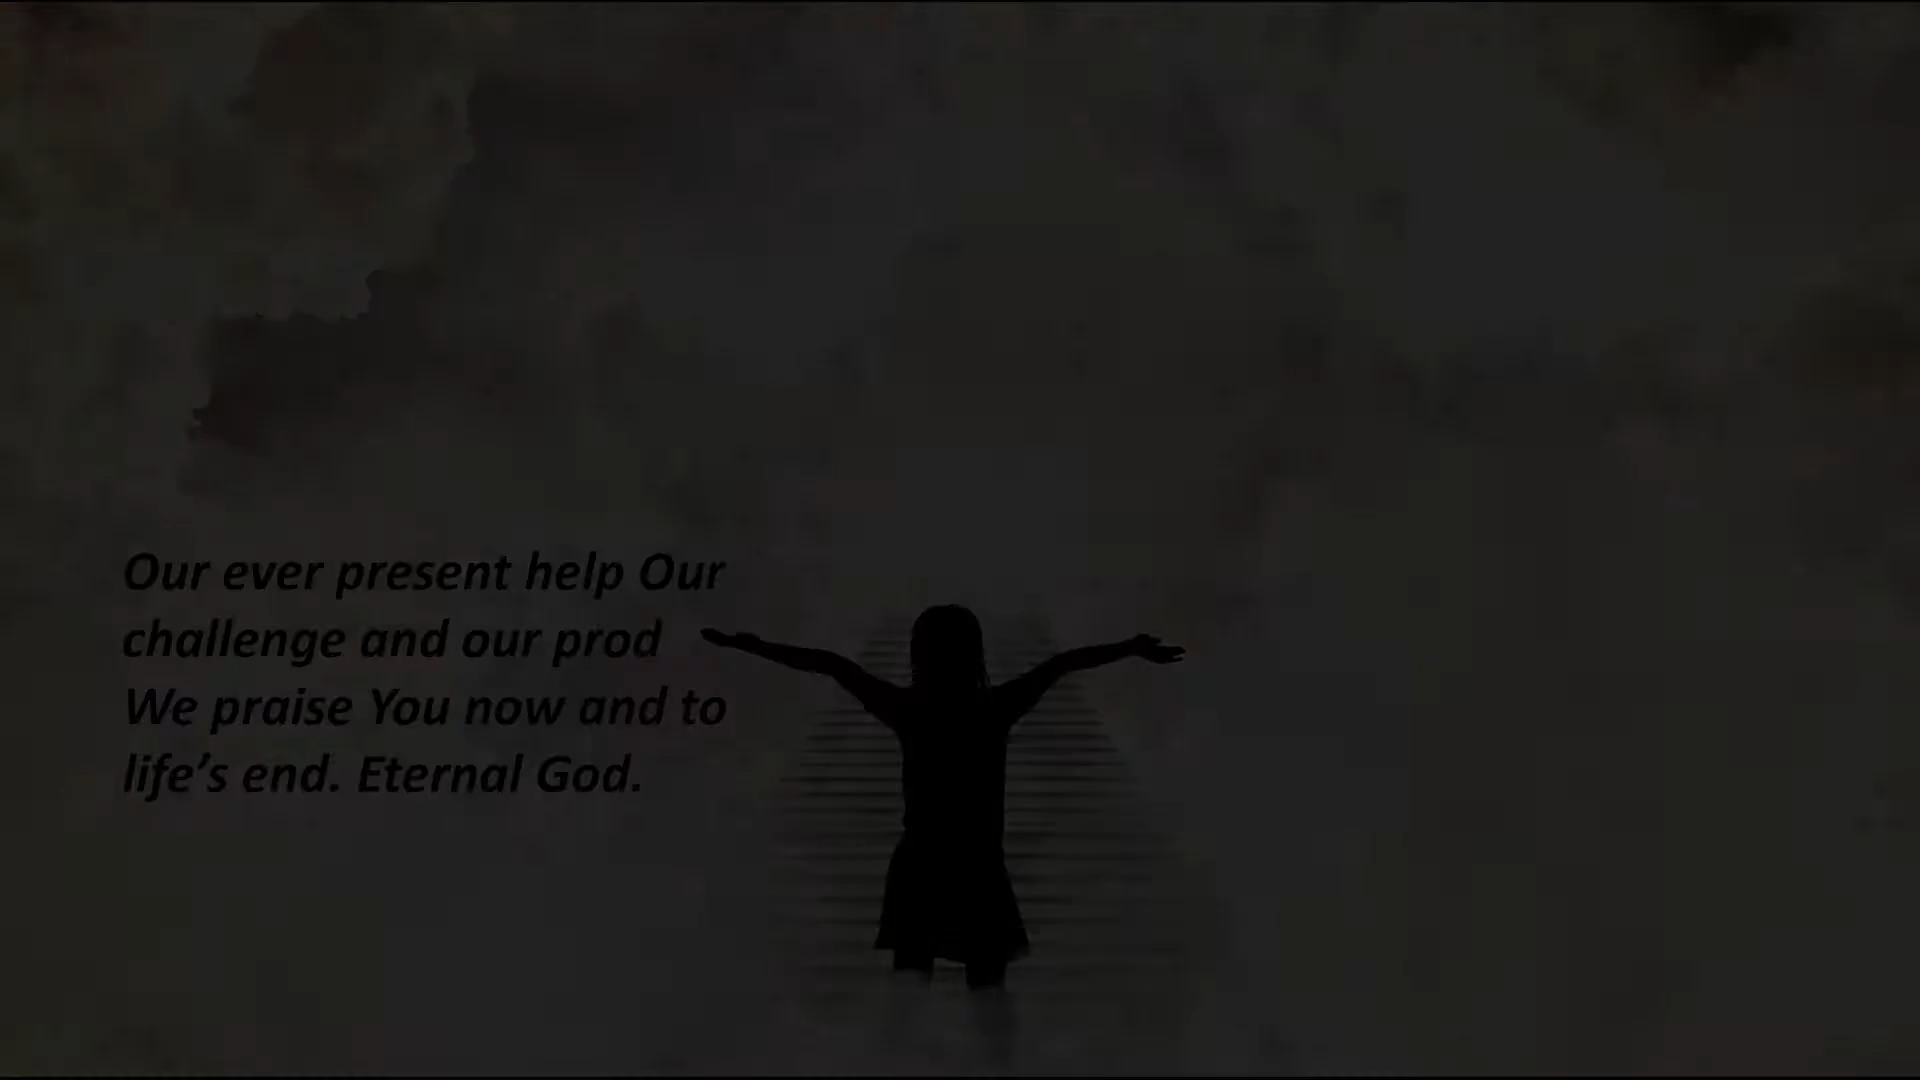 Our ever present help Our
challenge and our prod
We praise You now and to
life’s end. Eternal God.